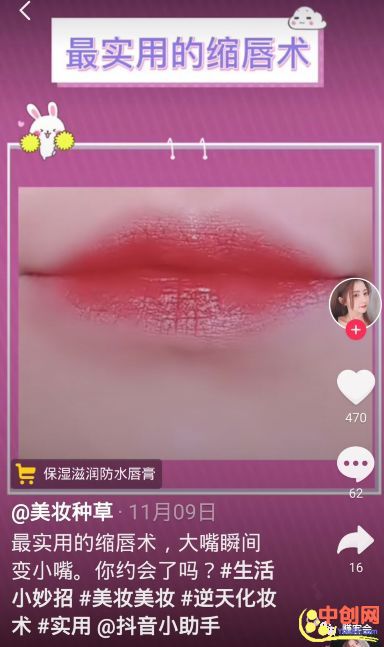 最实用的缩唇术
470
保湿滋润防水唇膏
62
@美妆种草 · 11月09日
最实用的缩唇术，大嘴瞬间
变小嘴。你约会了吗？#生活
小妙招 #美妆美妆 #逆天化妆
术 #实用 @抖音小助手
16
中创网
赚客会